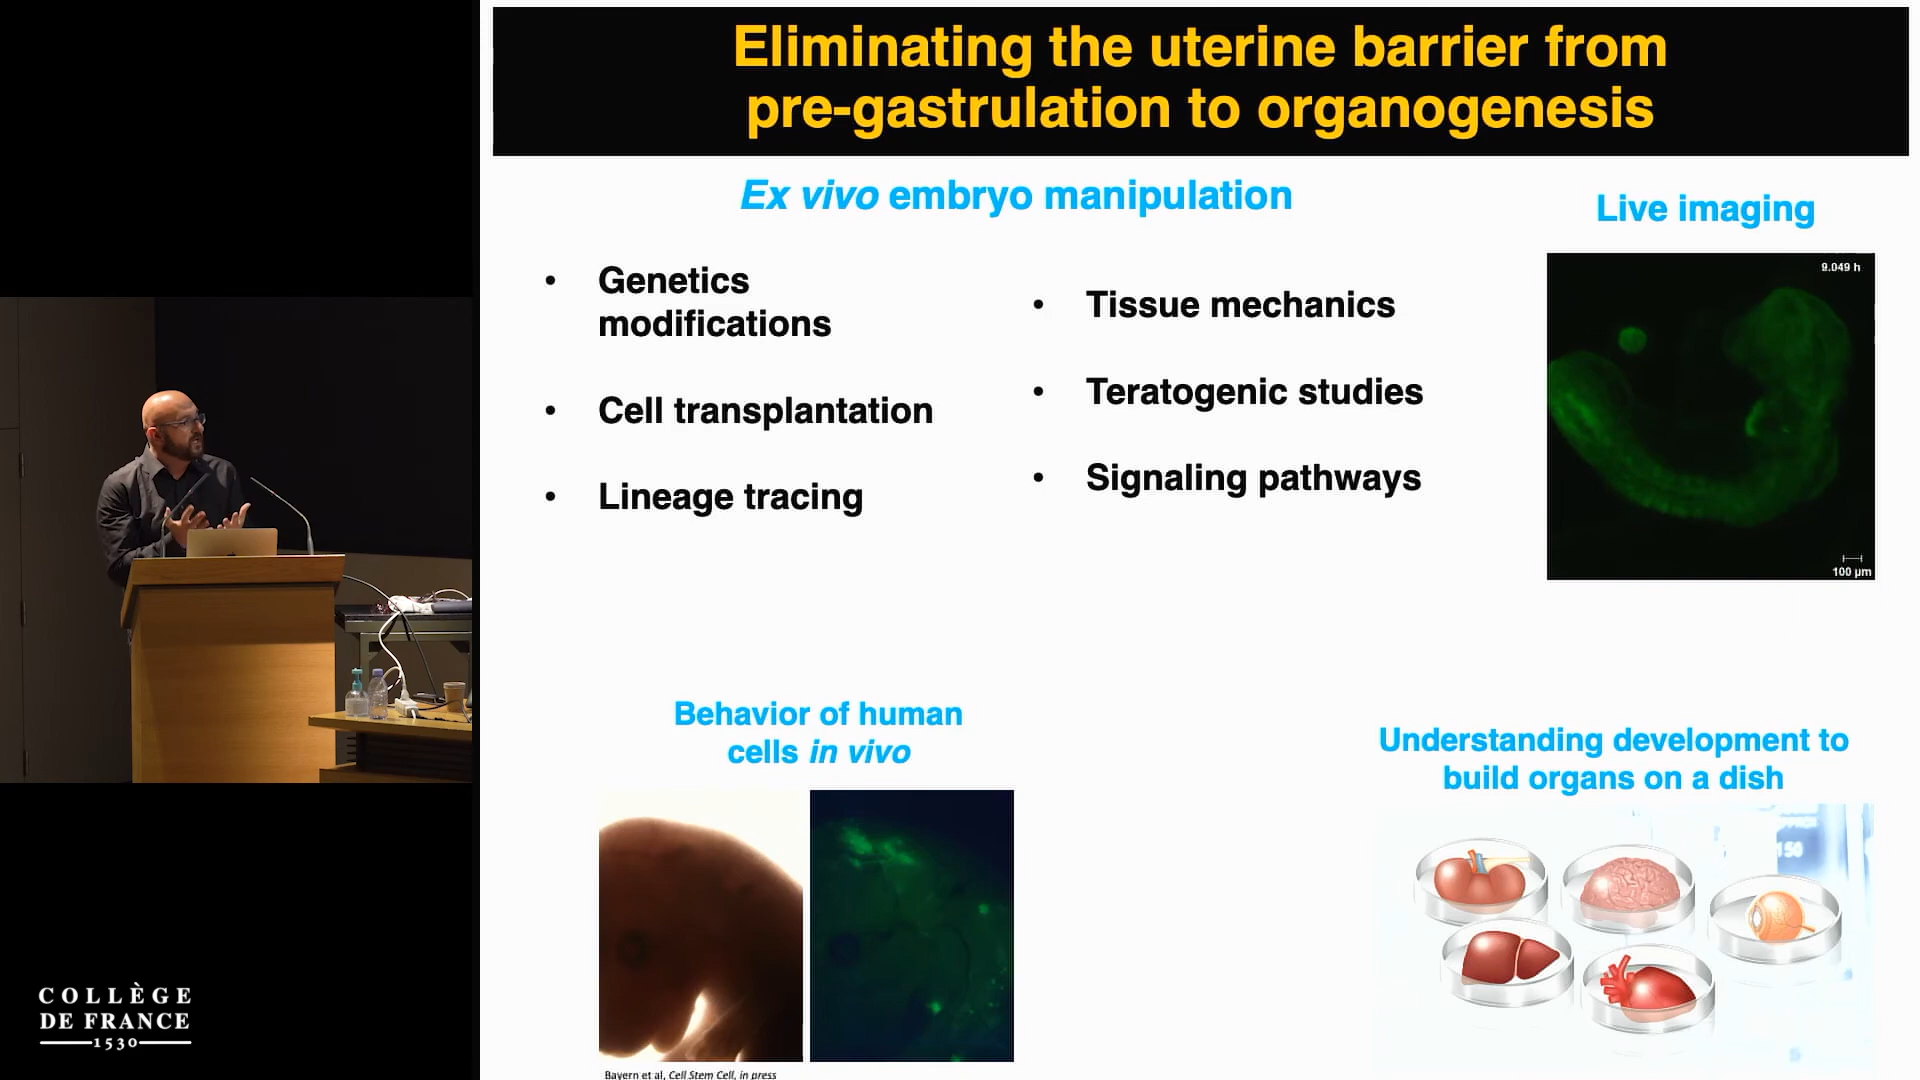 Eliminating the uterine barrier from
pre-gastrulation to organogenesis
Ex vivo embryo manipulation
Live imaging
• Genetics
modifications
• Cell transplantation
• Lineage tracing
• Tissue mechanics
• Teratogenic studies
• Signaling pathways
9.049 h
100 µm
Behavior of human
cells in vivo
Bayern et al, Cell Stem Cell, in press
Understanding development to
build organs on a dish
150
COLLÈGE
DE FRANCE
1530